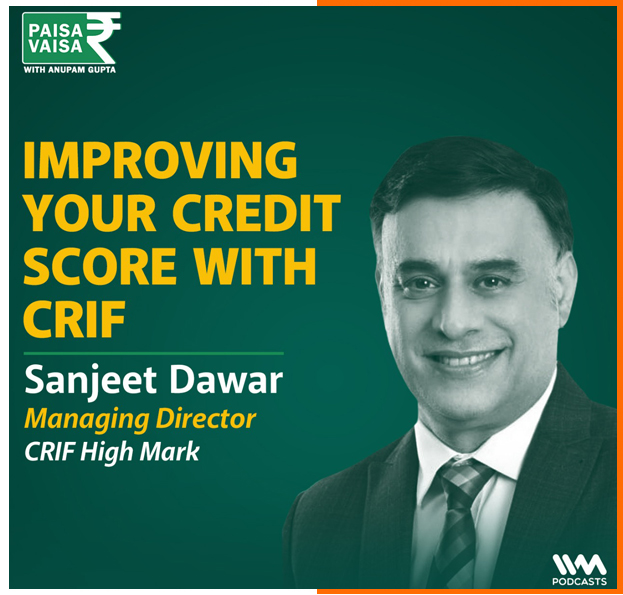 PAISA
VAISA ₹
WITH ANUPAM GUPTA
IMPROVING
YOUR CREDIT
SCORE WITH
CRIF
Sanjeet Dawar
Managing Director
CRIF High Mark
IVM
PODCASTS